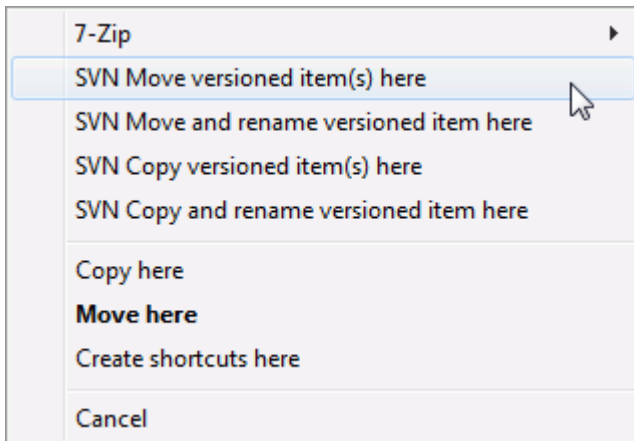 7-Zip
SVN Move versioned item(s) here
SVN Move and rename versioned item here
SVN Copy versioned item(s) here
SVN Copy and rename versioned item here
Copy here
Move here
Create shortcuts here
Cancel